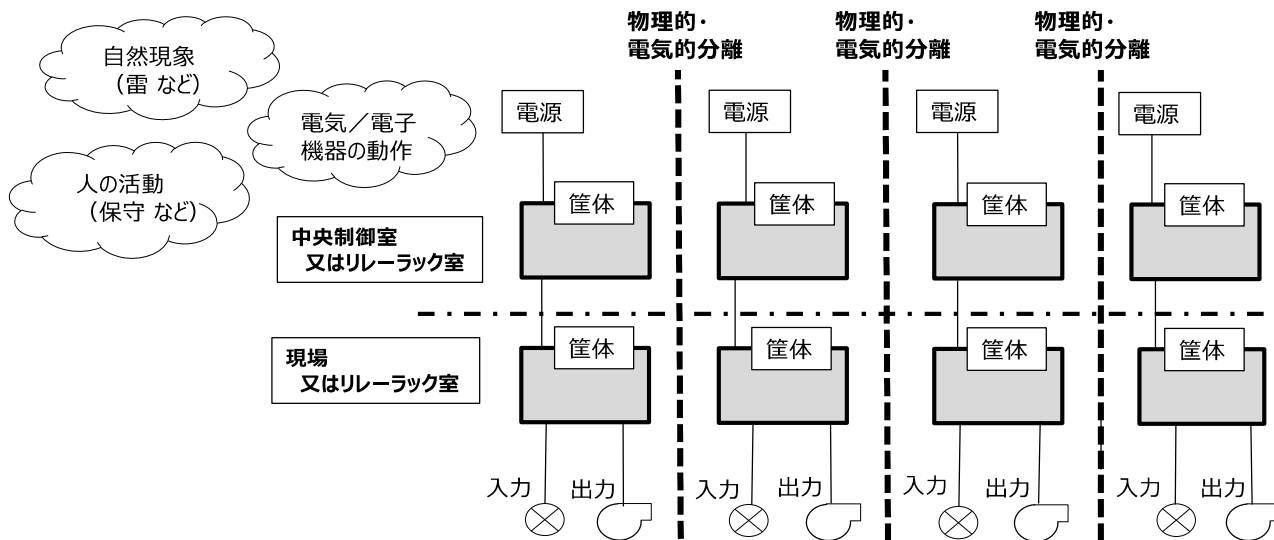 自然現象
（雷 など）
電気／電子
機器の動作
人の活動
（保守 など）
物理的・
電気的分離
物理的・
電気的分離
物理的・
電気的分離
電源
電源
電源
電源
筐体
筐体
筐体
筐体
中央制御室
又はリレーラック室
筐体
筐体
筐体
筐体
現場
又はリレーラック室
入力
出力
入力
出力
入力
出力
入力
出力